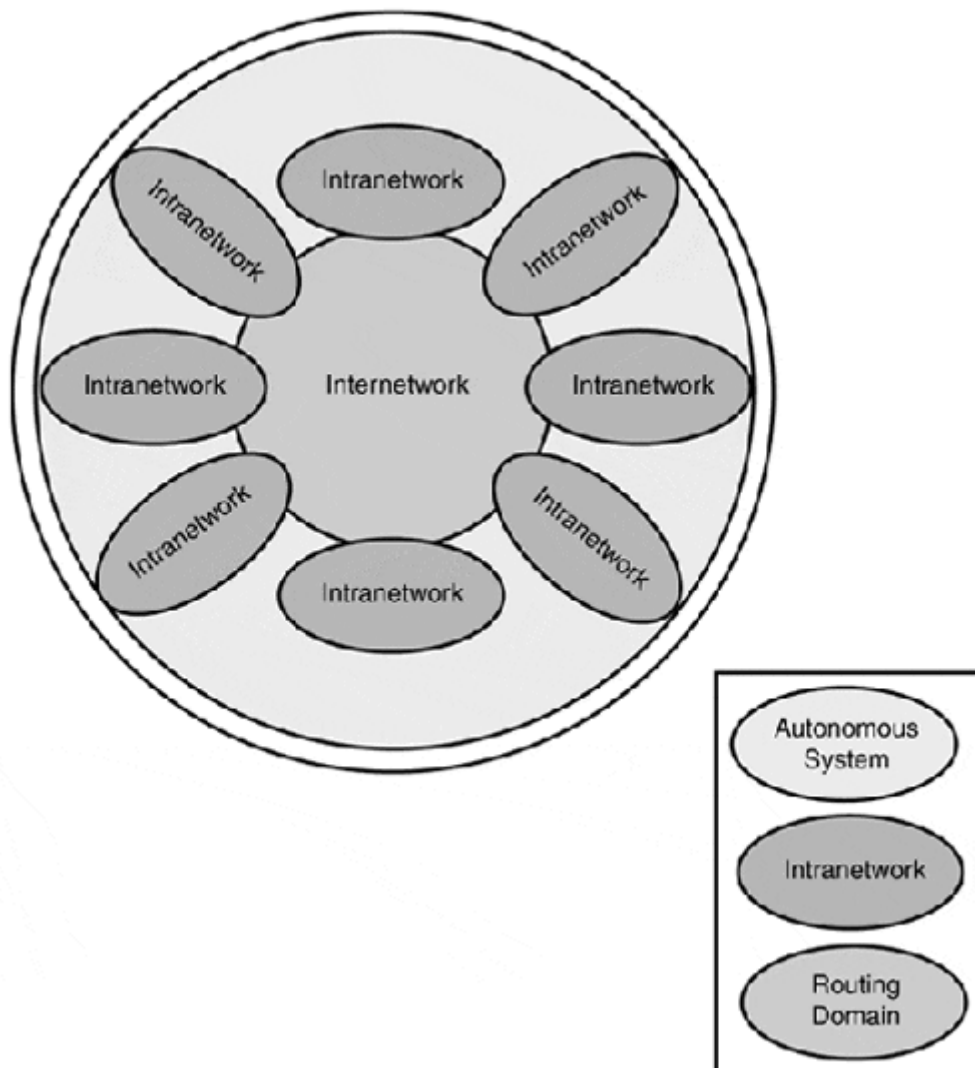 Intranetwork
Intranetwork
Intranetwork
Intranetwork
Internetwork
Intranetwork
Intranetwork
Intranetwork
Intranetwork
Autonomous
System
Intranetwork
Routing
Domain